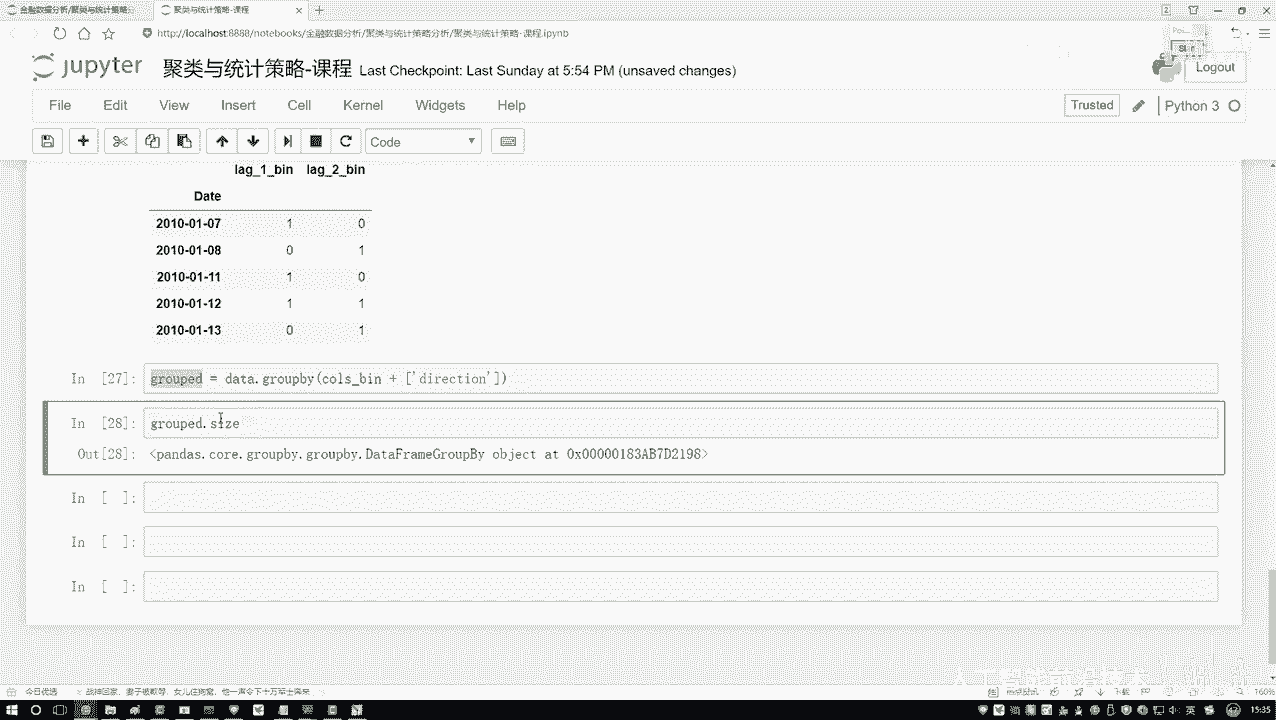 金融数据分析/聚类与统计策略
聚类与统计策略-课程
http://localhost:8888/notebooks/金融数据分析/聚类与统计策略分析/聚类与统计策略-课程.ipynb
jupyter 聚类与统计策略-课程 Last Checkpoint: Last Sunday at 5:54 PM (unsaved changes)
Logout
File Edit View Insert Cell Kernel Widgets Help
Trusted Python 3
Code
lag_1_bin lag_2_bin
Date
2010-01-07 1 0
2010-01-08 0 1
2010-01-11 1 0
2010-01-12 1 1
2010-01-13 0 1
In [27]: grouped = data.groupby(cols_bin + ['direction'])
In [28]: grouped.size
Out[28]: <pandas.core.groupby.groupby.DataFrameGroupBy object at 0x00000183AB7D2198>
In [ ]:
In [ ]:
In [ ]:
今日优选
160%
15:35